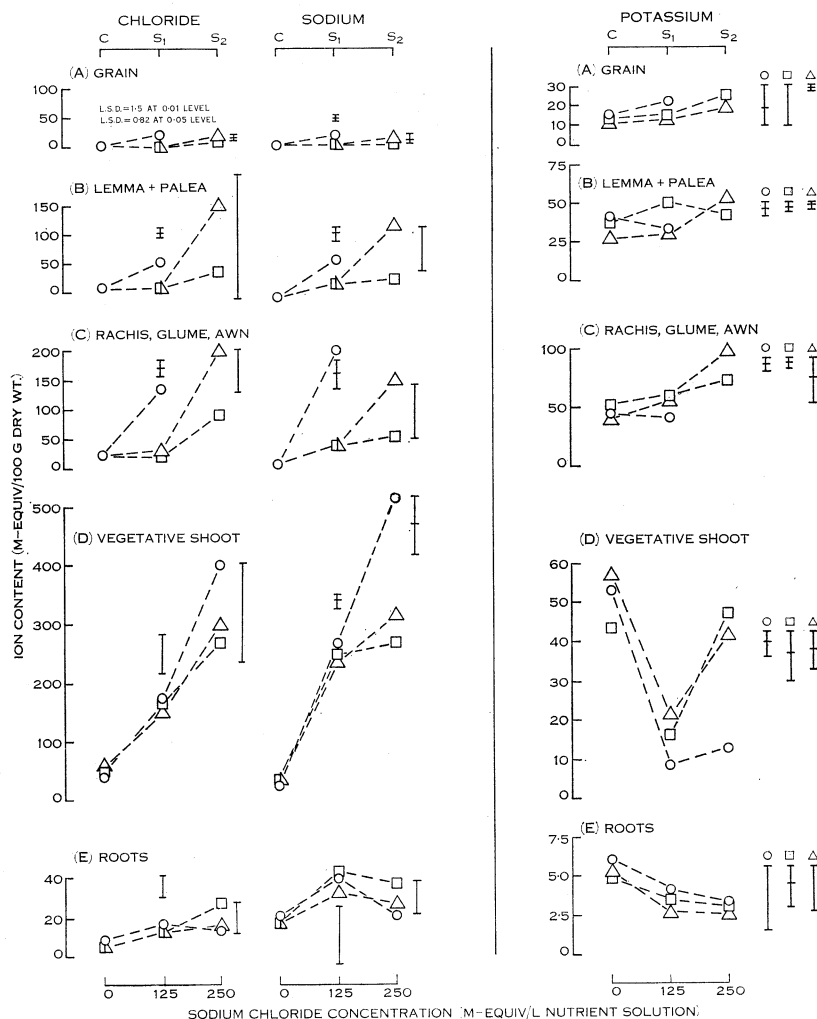 CHLORIDE SODIUM POTASSIUM
C S1 S2 C S1 S2 C S1 S2
(A) GRAIN
100
50
0
L.S.D.=1·5 AT 0·01 LEVEL
L.S.D.=0·82 AT 0·05 LEVEL
(A) GRAIN
30
20
10
0
(B) LEMMA + PALEA
150
100
50
0
(B) LEMMA + PALEA
75
50
25
0
(C) RACHIS, GLUME, AWN
200
150
100
50
0
(C) RACHIS, GLUME, AWN
100
50
0
ION CONTENT (M-EQUIV/100 G DRY WT.)
(D) VEGETATIVE SHOOT
500
400
300
200
100
0
(D) VEGETATIVE SHOOT
60
50
40
30
20
10
0
(E) ROOTS
40
20
0
(E) ROOTS
7·5
5·0
2·5
0
0 125 250 0 125 250 0 125 250
SODIUM CHLORIDE CONCENTRATION (M-EQUIV/L NUTRIENT SOLUTION)